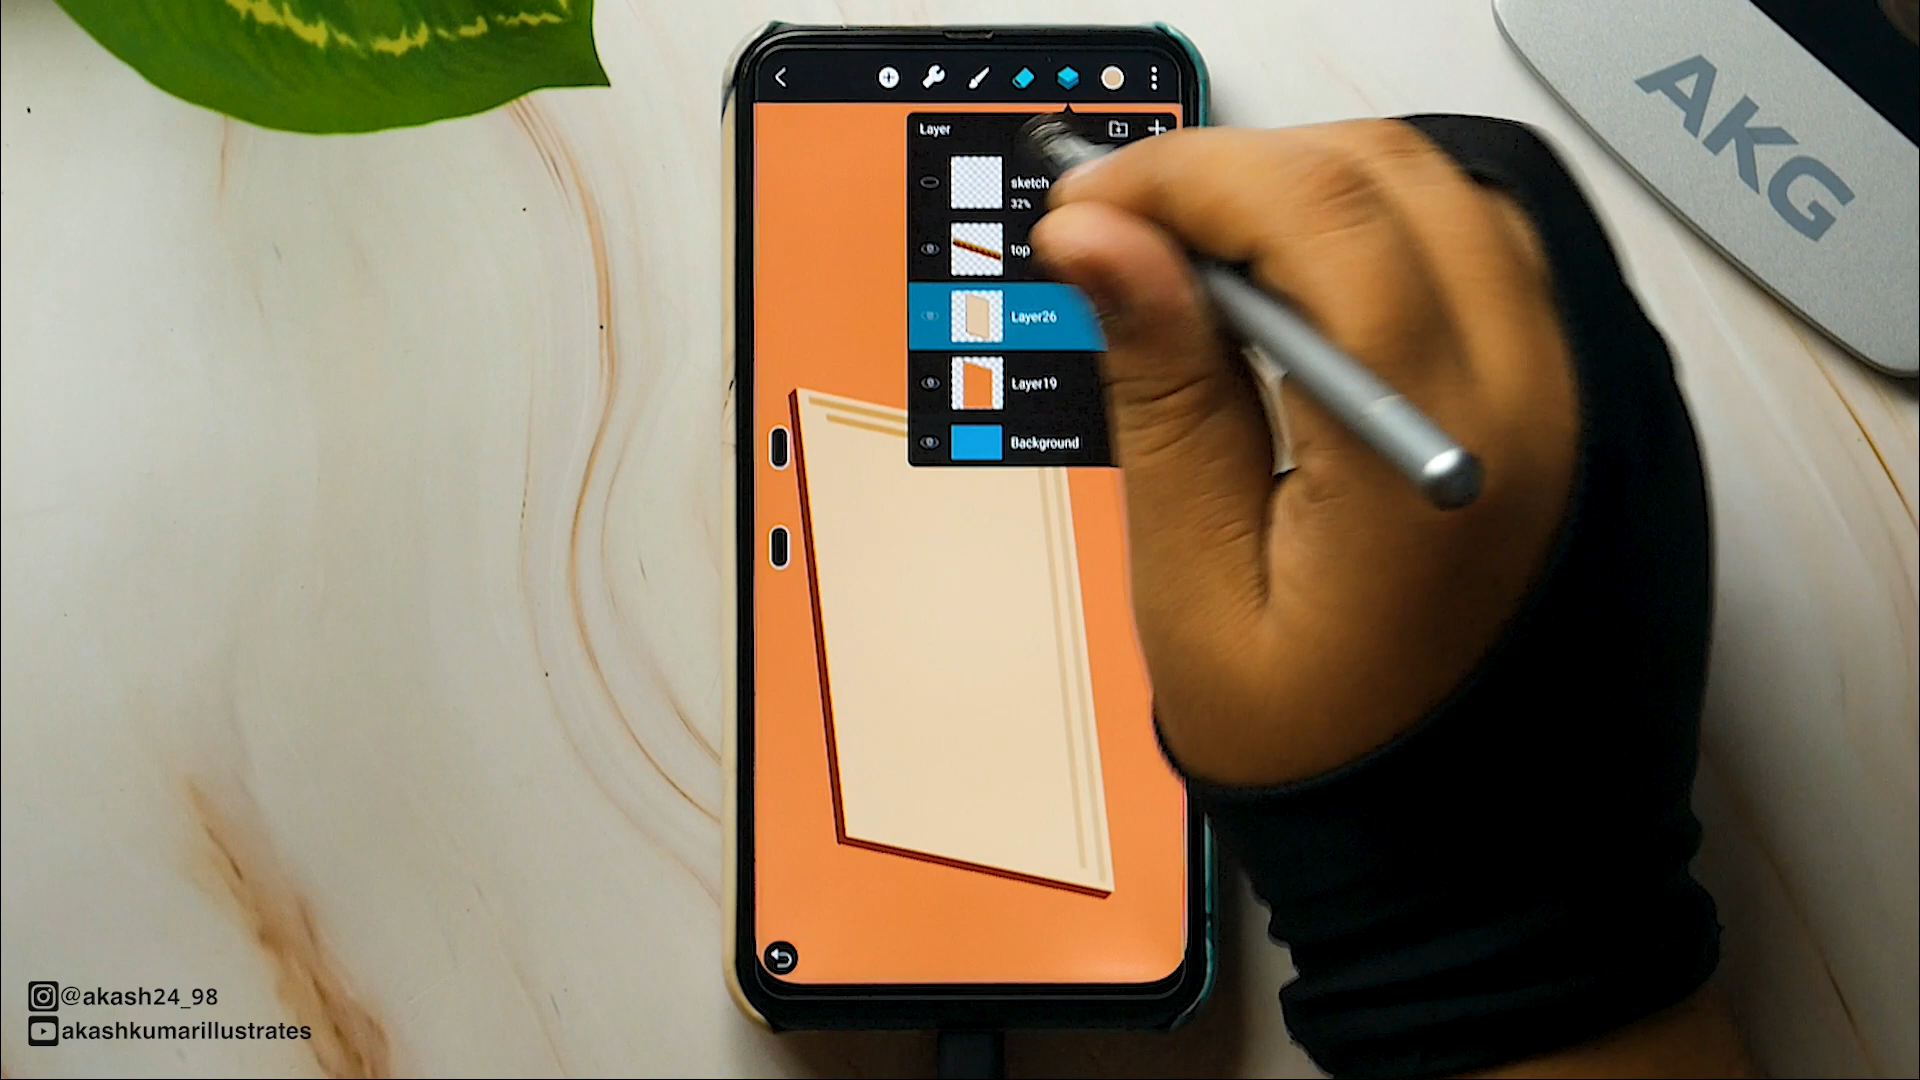 AKG
Layer
sketch
32%
top
Layer26
Layer19
Background
@akash24_98
akashkumarillustrates